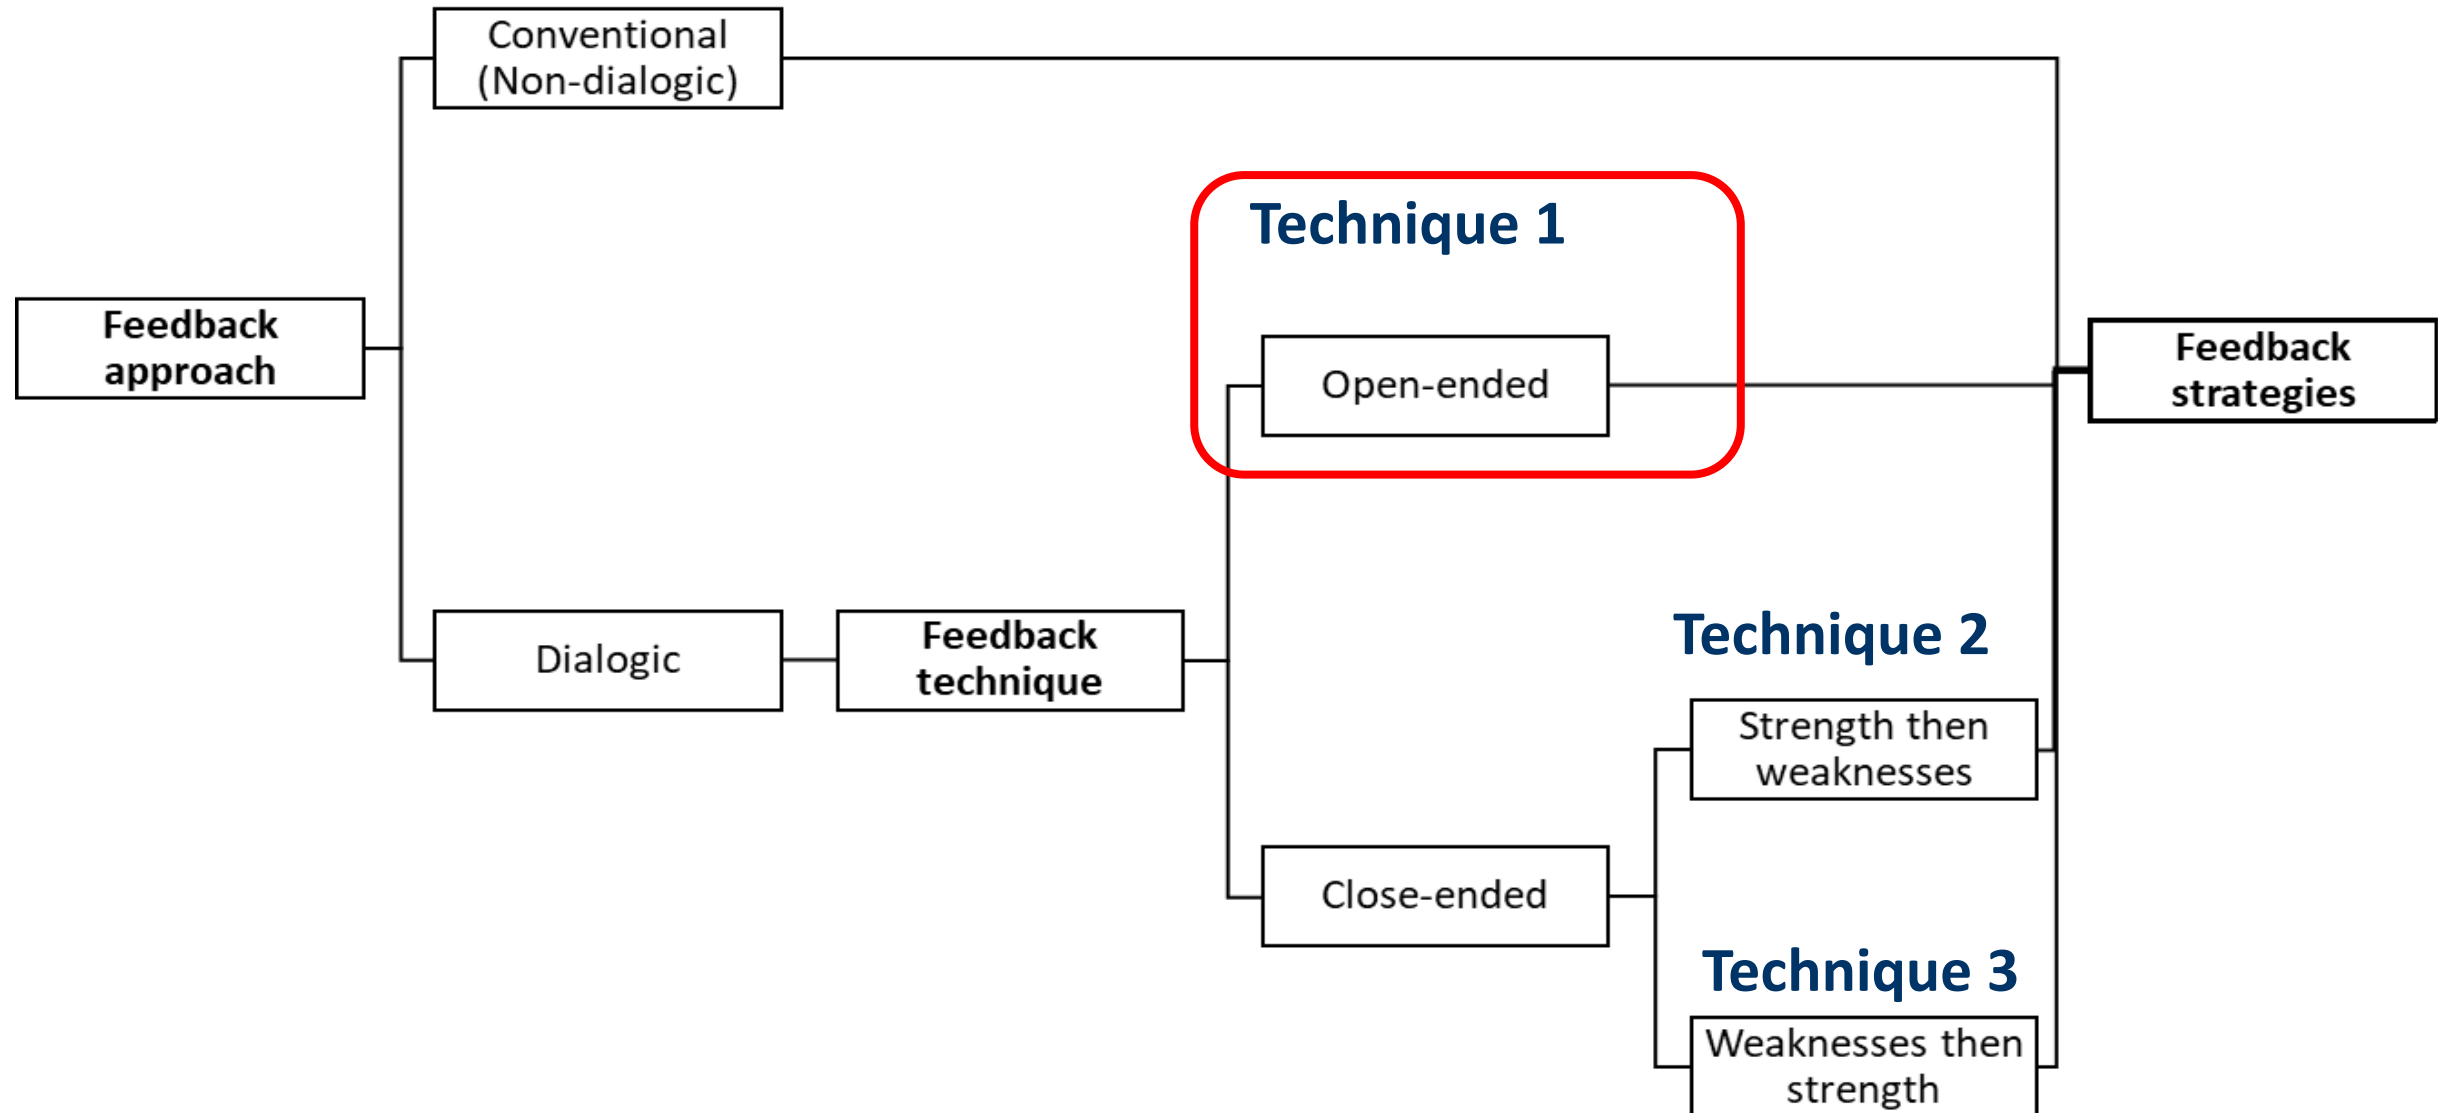 Conventional
(Non-dialogic)
Technique 1
Feedback
approach
Open-ended
Feedback
strategies
Dialogic
Feedback
technique
Technique 2
Strength then
weaknesses
Close-ended
Technique 3
Weaknesses then
strength